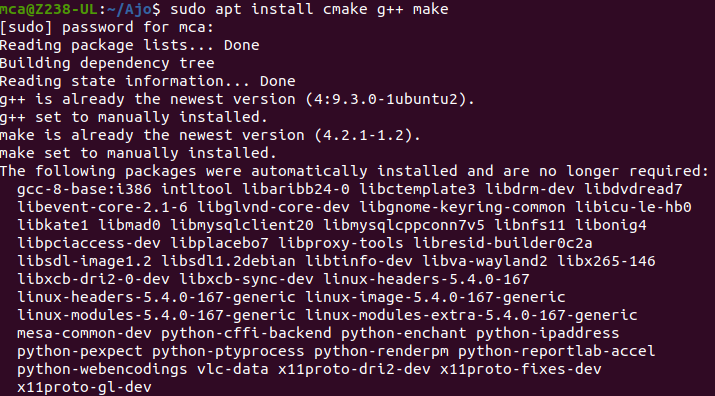 mca@Z238-UL:~/Ajo$ sudo apt install cmake g++ make
[sudo] password for mca:
Reading package lists... Done
Building dependency tree
Reading state information... Done
g++ is already the newest version (4:9.3.0-1ubuntu2).
g++ set to manually installed.
make is already the newest version (4.2.1-1.2).
make set to manually installed.
The following packages were automatically installed and are no longer required:
gcc-8-base:i386 intltool libaribb24-0 libctemplate3 libdrm-dev libdvdread7
libevent-core-2.1-6 libglvnd-core-dev libgnome-keyring-common libicu-le-hb0
libkate1 libmad0 libmysqlclient20 libmysqlcppconn7v5 libnfs11 libonig4
libpciaccess-dev libplacebo7 libproxy-tools libresid-builder0c2a
libsdl-image1.2 libsdl1.2debian libtinfo-dev libva-wayland2 libx265-146
libxcb-dri2-0-dev libxcb-sync-dev linux-headers-5.4.0-167
linux-headers-5.4.0-167-generic linux-image-5.4.0-167-generic
linux-modules-5.4.0-167-generic linux-modules-extra-5.4.0-167-generic
mesa-common-dev python-cffi-backend python-enchant python-ipaddress
python-pexpect python-ptyprocess python-renderpm python-reportlab-accel
python-webencodings vlc-data x11proto-dri2-dev x11proto-fixes-dev
x11proto-gl-dev